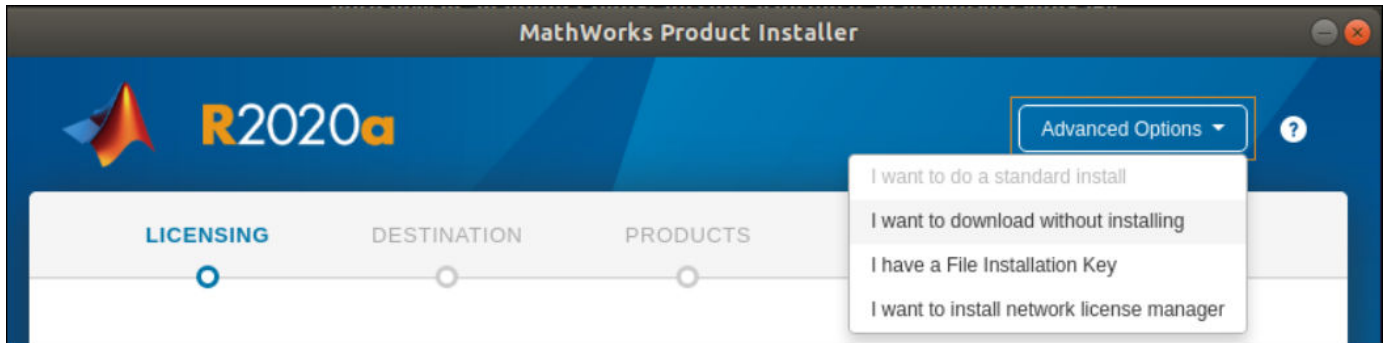 MathWorks Product Installer
R2020a
Advanced Options
?
I want to do a standard install
I want to download without installing
I have a File Installation Key
I want to install network license manager
LICENSING
DESTINATION
PRODUCTS